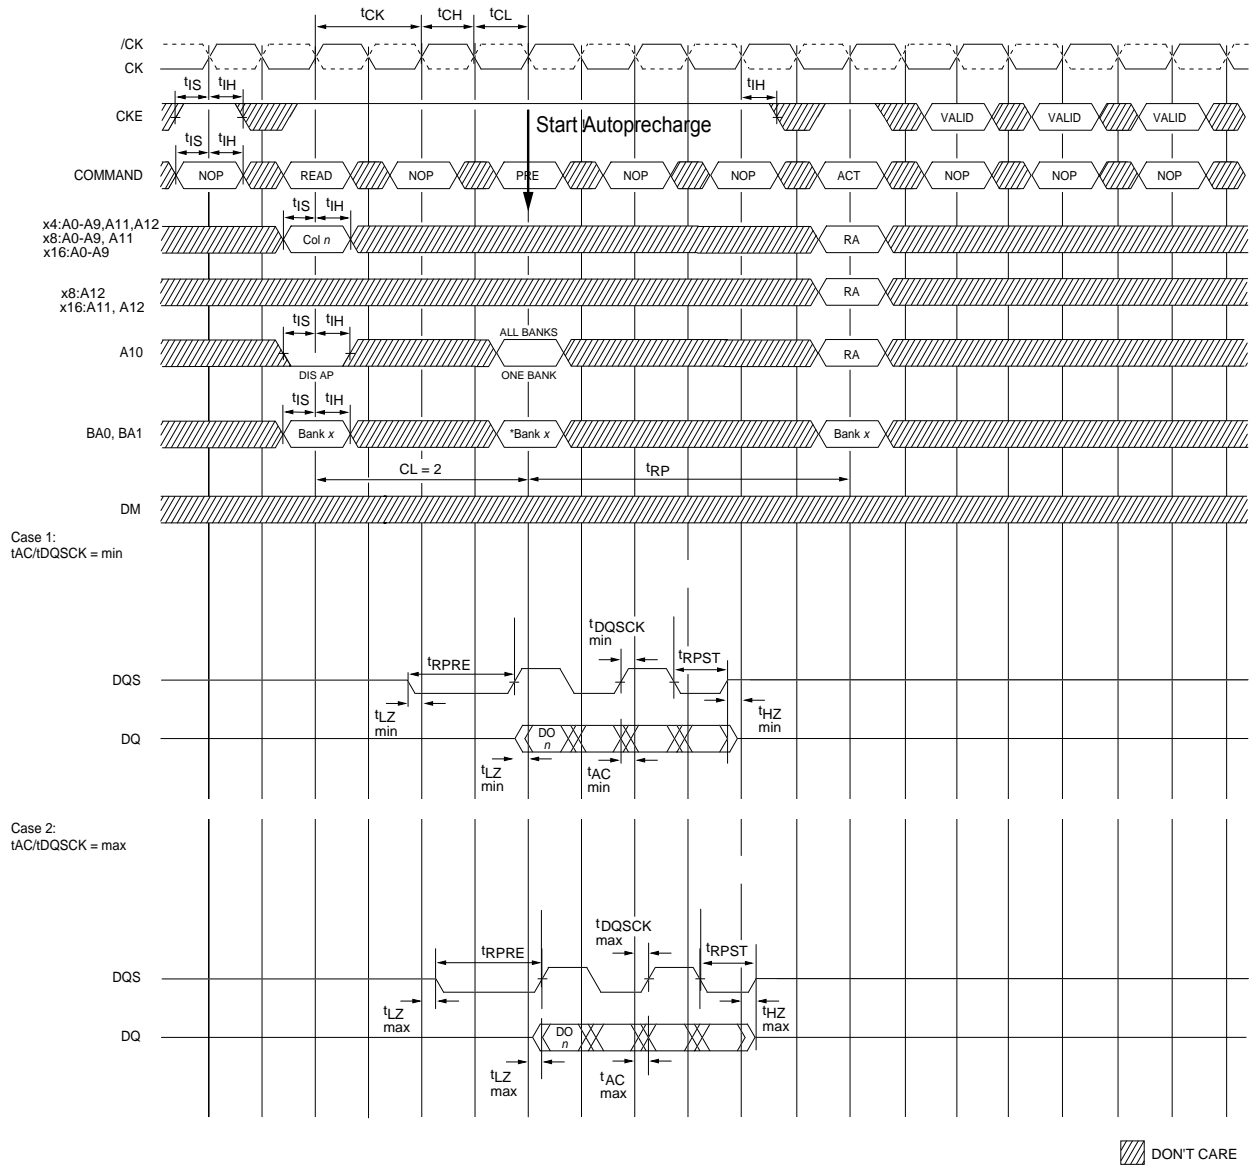 tCK tCH tCL
/CK
CK
tIS tIH tIH
CKE VALID VALID VALID
Start Autoprecharge
tIS tIH
COMMAND NOP READ NOP PRE NOP NOP ACT NOP NOP NOP
tIS tIH
x4:A0-A9,A11,A12
x8:A0-A9, A11
x16:A0-A9
Col n RA
x8:A12
x16:A11, A12
RA
tIS tIH ALL BANKS
A10 RA
DIS AP ONE BANK
tIS tIH
BA0, BA1 Bank x *Bank x Bank x
CL = 2 tRP
DM
Case 1:
tAC/tDQSCK = min
tDQSCK
min
tRPRE tRPST
DQS
tLZ
min
tHZ
min
DQ DO
n
tLZ
min
tAC
min
Case 2:
tAC/tDQSCK = max
tDQSCK
max
tRPRE tRPST
DQS
tLZ
max
tHZ
max
DQ DO
n
tLZ
max
tAC
max
DON'T CARE